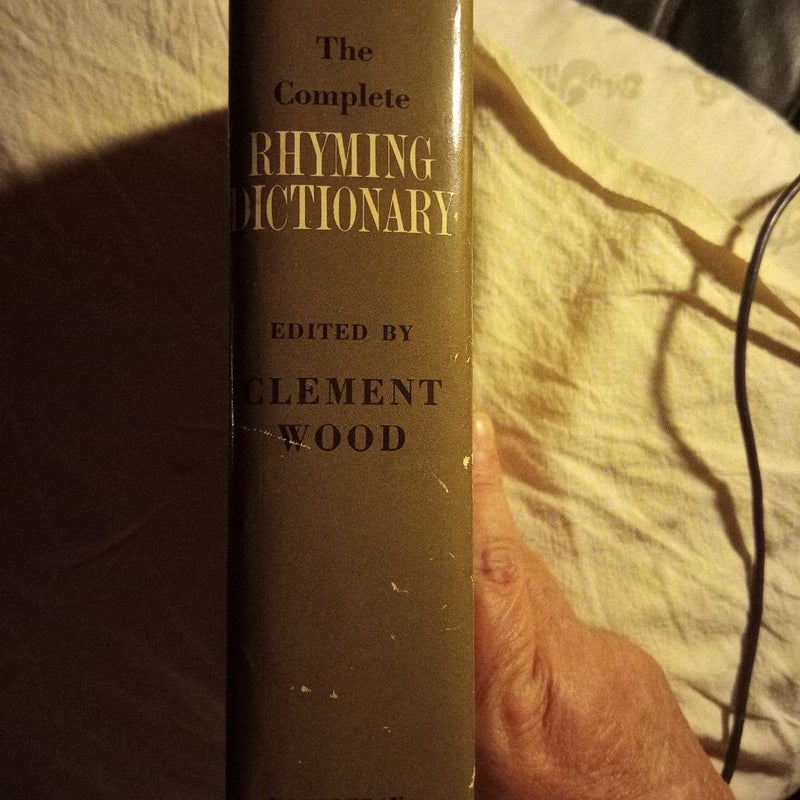 The
Complete
RHYMING
DICTIONARY
EDITED BY
CLEMENT
WOOD